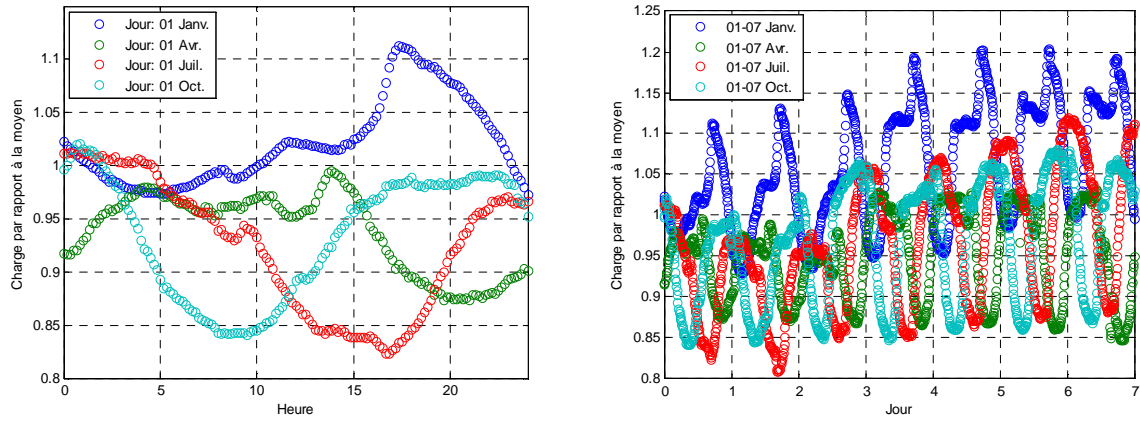 Jour: 01 Janv.
Jour: 01 Avr.
Jour: 01 Juil.
Jour: 01 Oct.
Charge par rapport à la moyen
1.1
1.05
1
0.95
0.9
0.85
0.8
0
5
10
15
20
Heure
01-07 Janv.
01-07 Avr.
01-07 Juil.
01-07 Oct.
Charge par rapport à la moyen
1.25
1.2
1.15
1.1
1.05
1
0.95
0.9
0.85
0.8
0
1
2
3
4
5
6
7
Jour